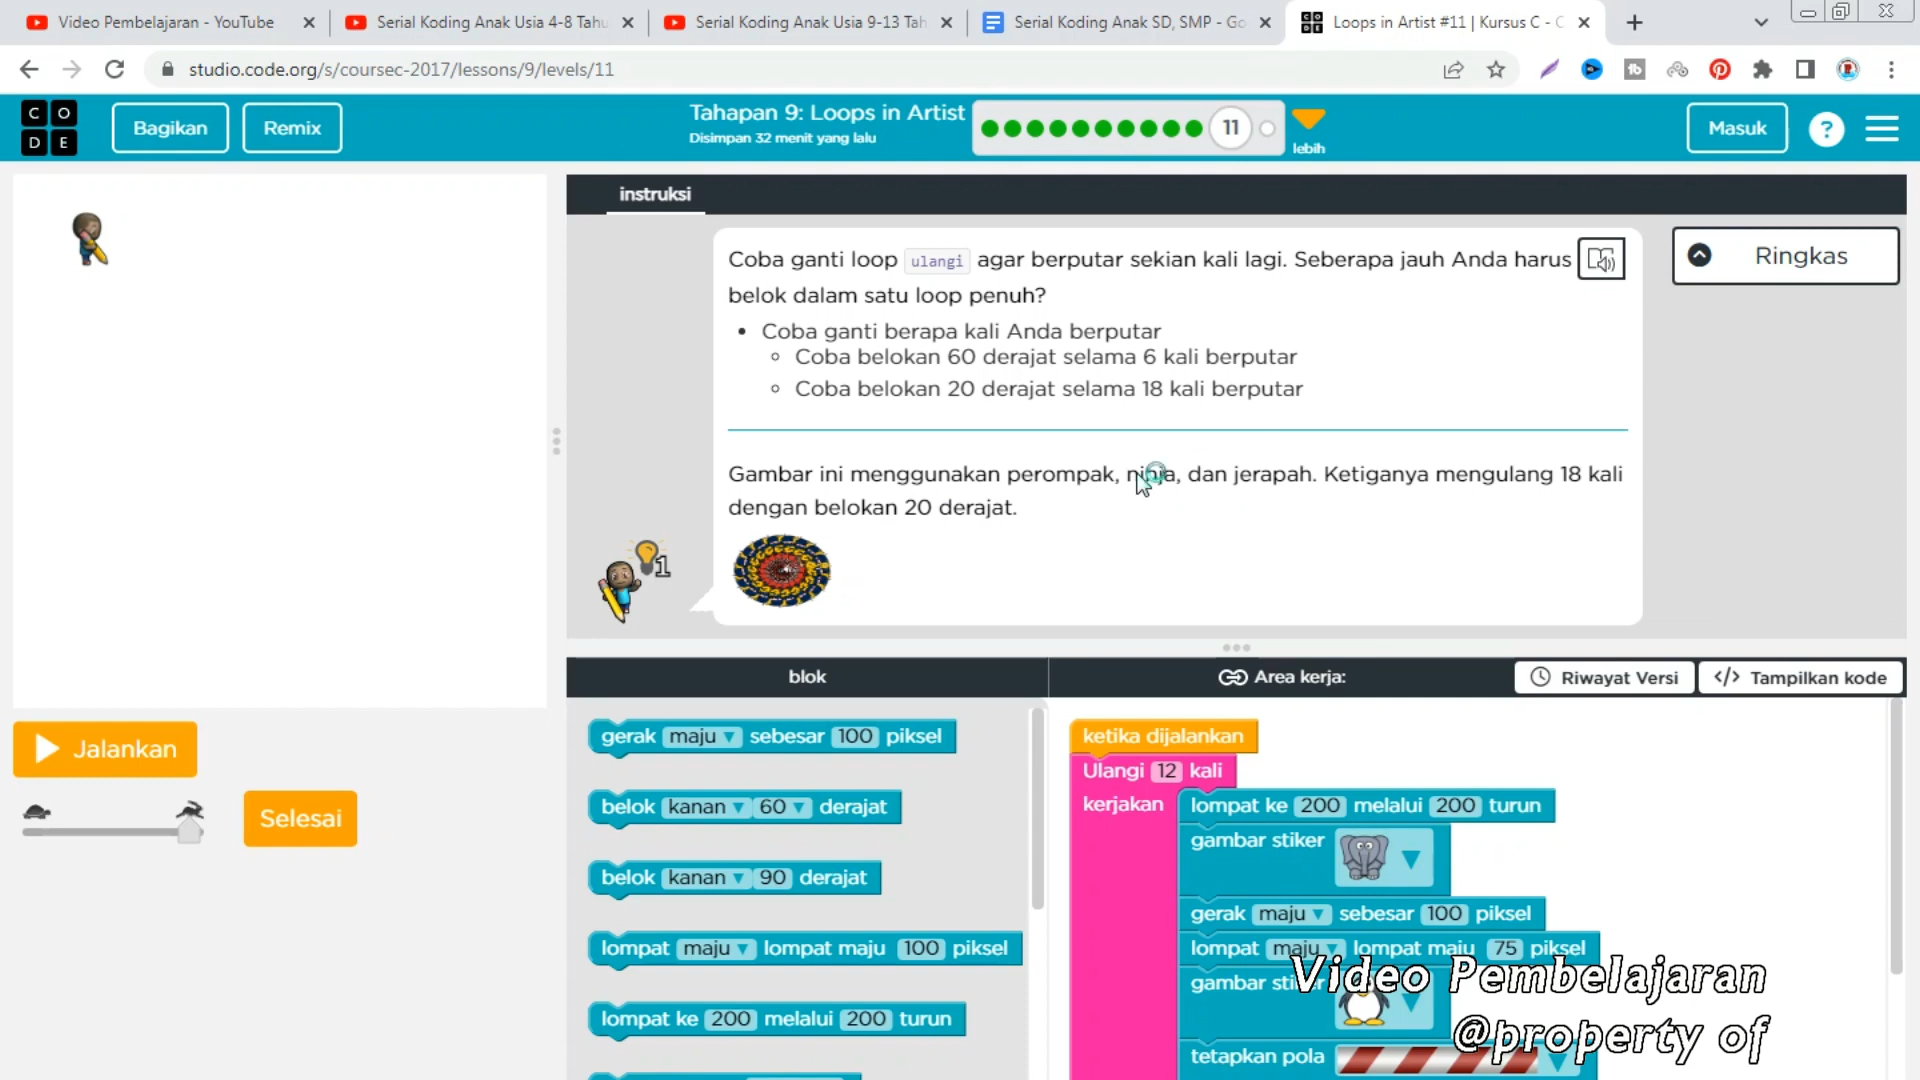 Video Pembelajaran - YouTube
Serial Koding Anak Usia 4-8 Tahu
Serial Koding Anak Usia 9-13 Tah
Serial Koding Anak SD, SMP - Go
Loops in Artist #11 | Kursus C - C
studio.code.org/s/coursec-2017/lessons/9/levels/11
C O D E
Bagikan
Remix
Tahapan 9: Loops in Artist
Disimpan 32 menit yang lalu
11
lebih
Masuk
?
instruksi
Coba ganti loop ulangi agar berputar sekian kali lagi. Seberapa jauh Anda harus
belok dalam satu loop penuh?
Coba ganti berapa kali Anda berputar
Coba belokan 60 derajat selama 6 kali berputar
Coba belokan 20 derajat selama 18 kali berputar
Gambar ini menggunakan perompak, ninja, dan jerapah. Ketiganya mengulang 18 kali
dengan belokan 20 derajat.
1
Ringkas
blok
Area kerja:
Riwayat Versi
</> Tampilkan kode
Jalankan
Selesai
gerak maju sebesar 100 piksel
belok kanan 60 derajat
belok kanan 90 derajat
lompat maju lompat maju 100 piksel
lompat ke 200 melalui 200 turun
ketika dijalankan
Ulangi 12 kali
kerjakan
lompat ke 200 melalui 200 turun
gambar stiker
gerak maju sebesar 100 piksel
lompat maju lompat maju 75 piksel
gambar stiker
tetapkan pola
Video Pembelajaran
@property of